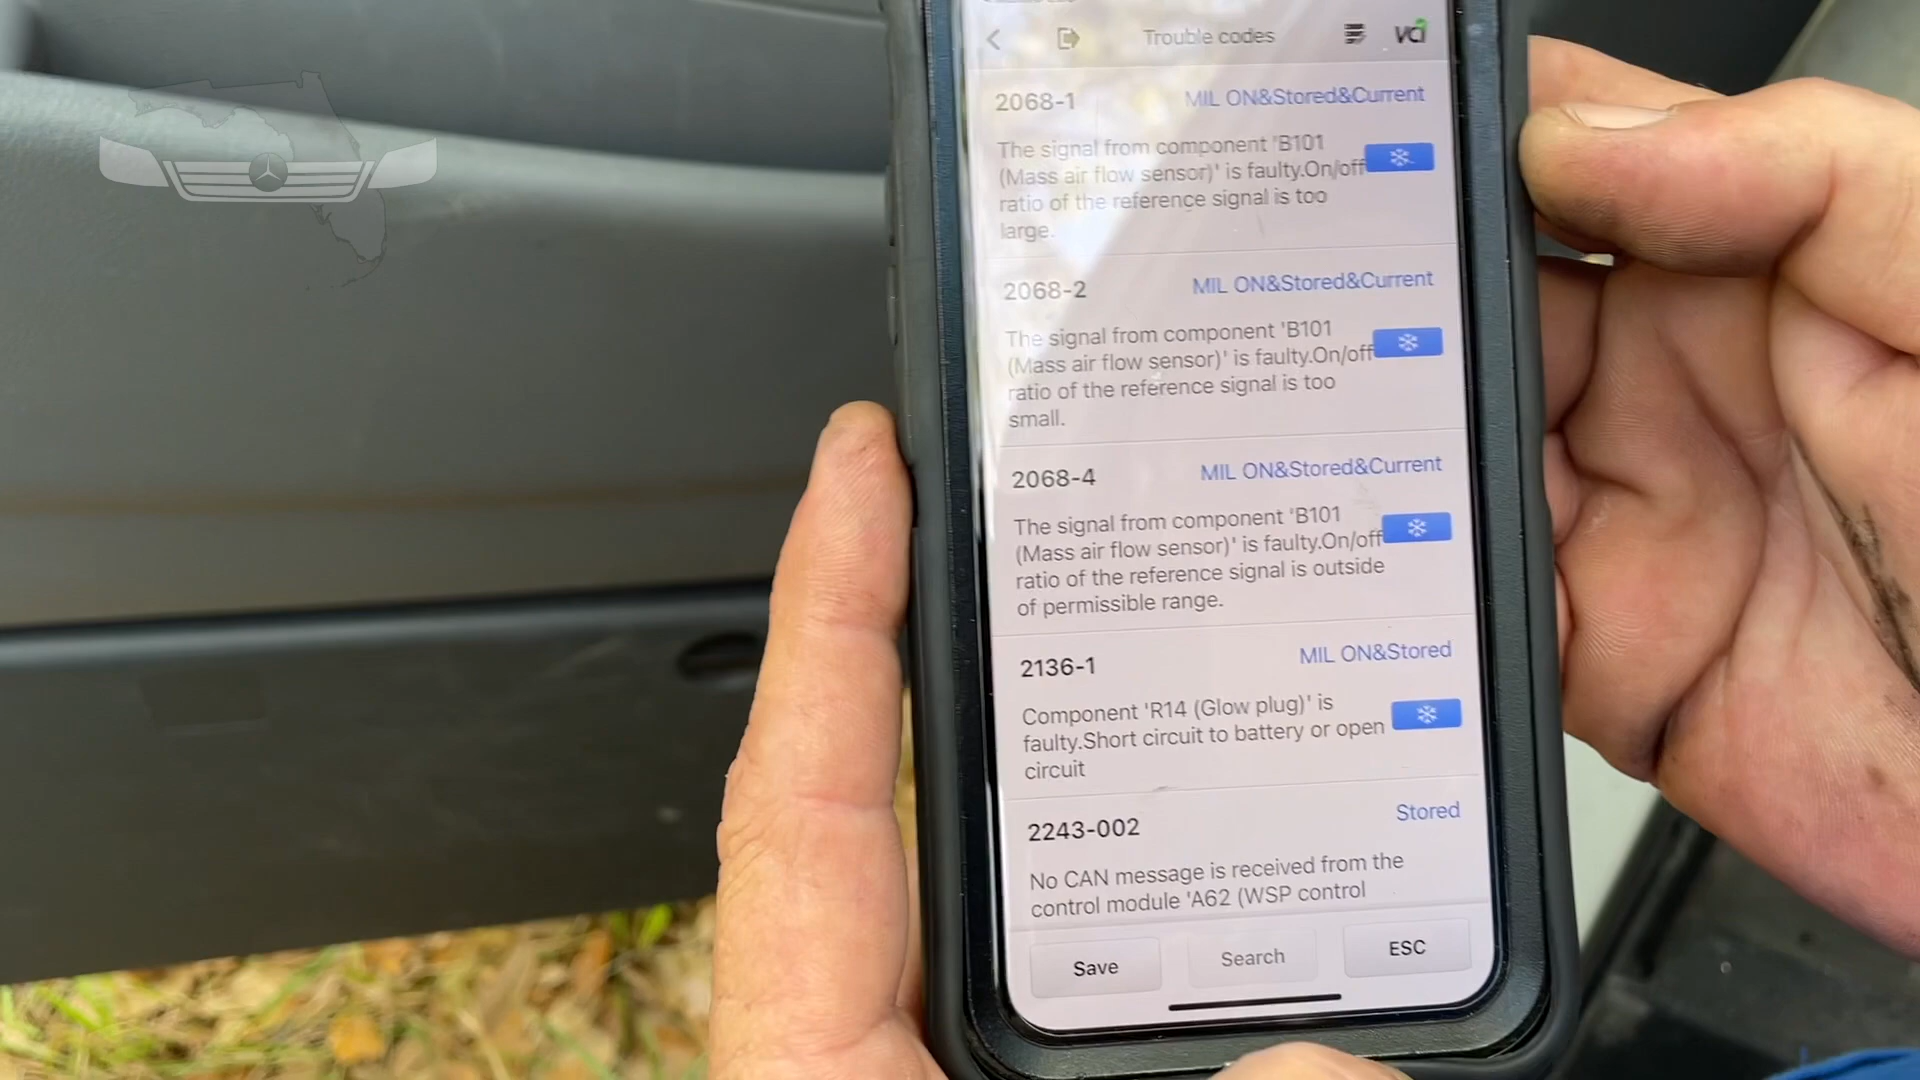 Trouble codes
VCI
2068-1
MIL ON&Stored&Current
The signal from component 'B101
(Mass air flow sensor)' is faulty.On/off
ratio of the reference signal is too
large.
2068-2
MIL ON&Stored&Current
The signal from component 'B101
(Mass air flow sensor)' is faulty.On/off
ratio of the reference signal is too
small.
2068-4
MIL ON&Stored&Current
The signal from component 'B101
(Mass air flow sensor)' is faulty.On/off
ratio of the reference signal is outside
of permissible range.
2136-1
MIL ON&Stored
Component 'R14 (Glow plug)' is
faulty.Short circuit to battery or open
circuit
2243-002
Stored
No CAN message is received from the
control module 'A62 (WSP control
Save
Search
ESC